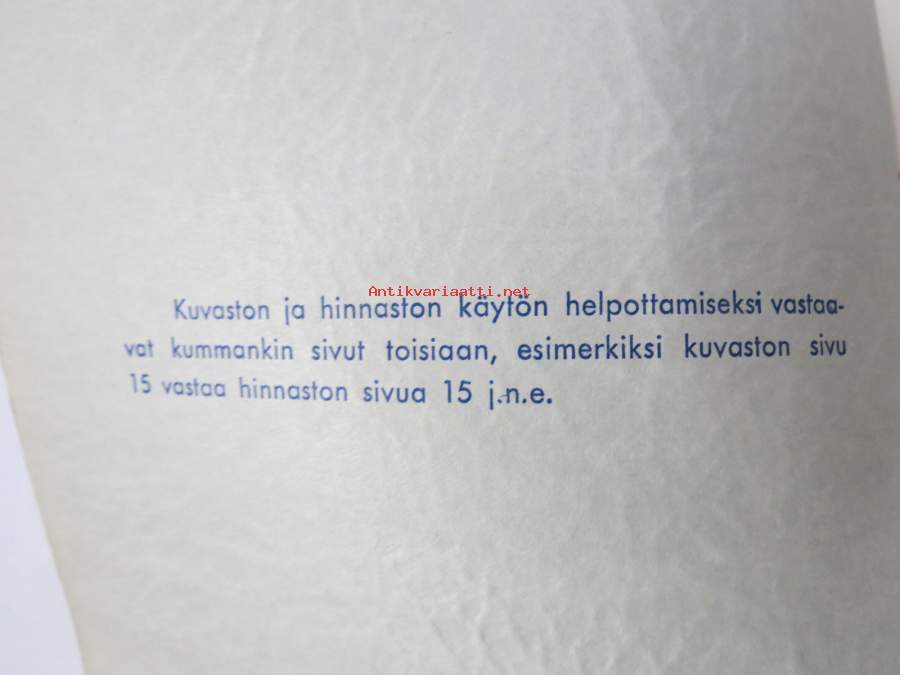 Antikvariaatti.net
Kuvaston ja hinnaston käytön helpottamiseksi vastaa-
vat kummankin sivut toisiaan, esimerkiksi kuvaston sivu
15 vastaa hinnaston sivua 15 j.n.e.